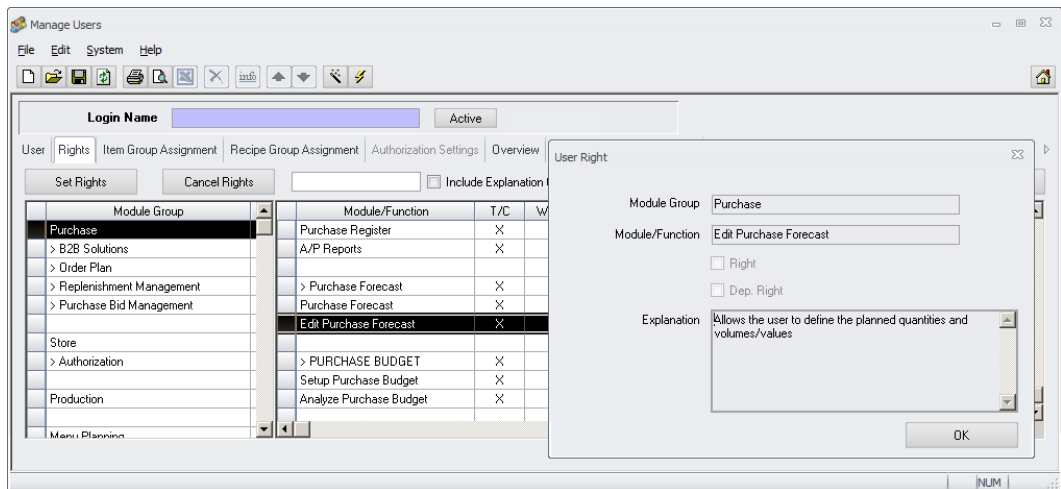 Manage Users
File Edit System Help
info
Login Name Active
User Rights Item Group Assignment Recipe Group Assignment Authorization Settings Overview
Set Rights Cancel Rights Include Explanation
Module Group
Purchase
> B2B Solutions
> Order Plan
> Replenishment Management
> Purchase Bid Management
Store
> Authorization
Production
Menu Planning
Module/Function T/C W
Purchase Register X
A/P Reports X
> Purchase Forecast X
Purchase Forecast X
Edit Purchase Forecast X
> PURCHASE BUDGET X
Setup Purchase Budget X
Analyze Purchase Budget X
User Right
Module Group Purchase
Module/Function Edit Purchase Forecast
Right
Dep. Right
Explanation Allows the user to define the planned quantities and
volumes/values
OK
NUM